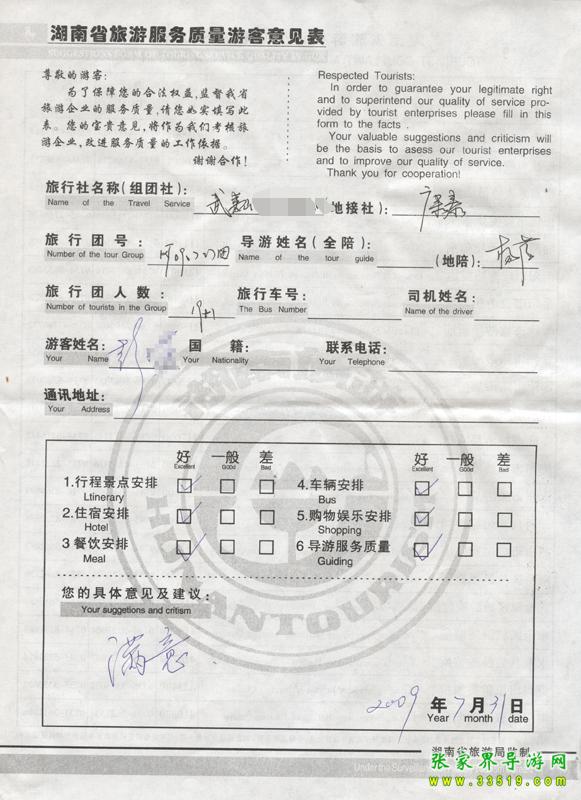 湖南省旅游服务质量游客意见表
尊敬的游客:
为了保障您的合法权益,监督我省
旅游企业的服务质量,请您如实填写此
表。您的宝贵意见,将作为我们考核旅
游企业,改进服务质量的工作依据。
谢谢合作!
Respected Tourists:
In order to guarantee your legitimate right
and to superintend our quality of service pro-
vided by tourist enterprises please fill in this
form to the facts .
Your valuable suggestions and criticism will
be the basis to asess our tourist enterprises
and to improve our quality of service.
Thank you for cooperation!
旅行社名称(组团社): 地接社):
Name of the Travel Service
旅行团号: 导游姓名(全陪): (地陪):
Number of the tour Group Name of the tour guide
旅行团人数: 19+1 旅行车号: 司机姓名:
Number of tourists in the Group The Bus Number Name of the driver
游客姓名: 彭 国 籍: 联系电话:
Your Name Your Nationality Your Telephone
通讯地址:
Your Address
好 一般 差 好 一般 差
Excellent Good Bad Excellent Good Bad
1.行程景点安排 4.车辆安排
Ltinerary Bus
2.住宿安排 5.购物娱乐安排
Hotel Shopping
3 餐饮安排 6 导游服务质量
Meal Guiding
您的具体意见及建议:
Your suggetions and critism
满意
2009 年 7 月 31 日
Year month date
湖南省旅游局监制
Under the Surveill
张家界导游网
www.33519.com
HUNAN TOURISM